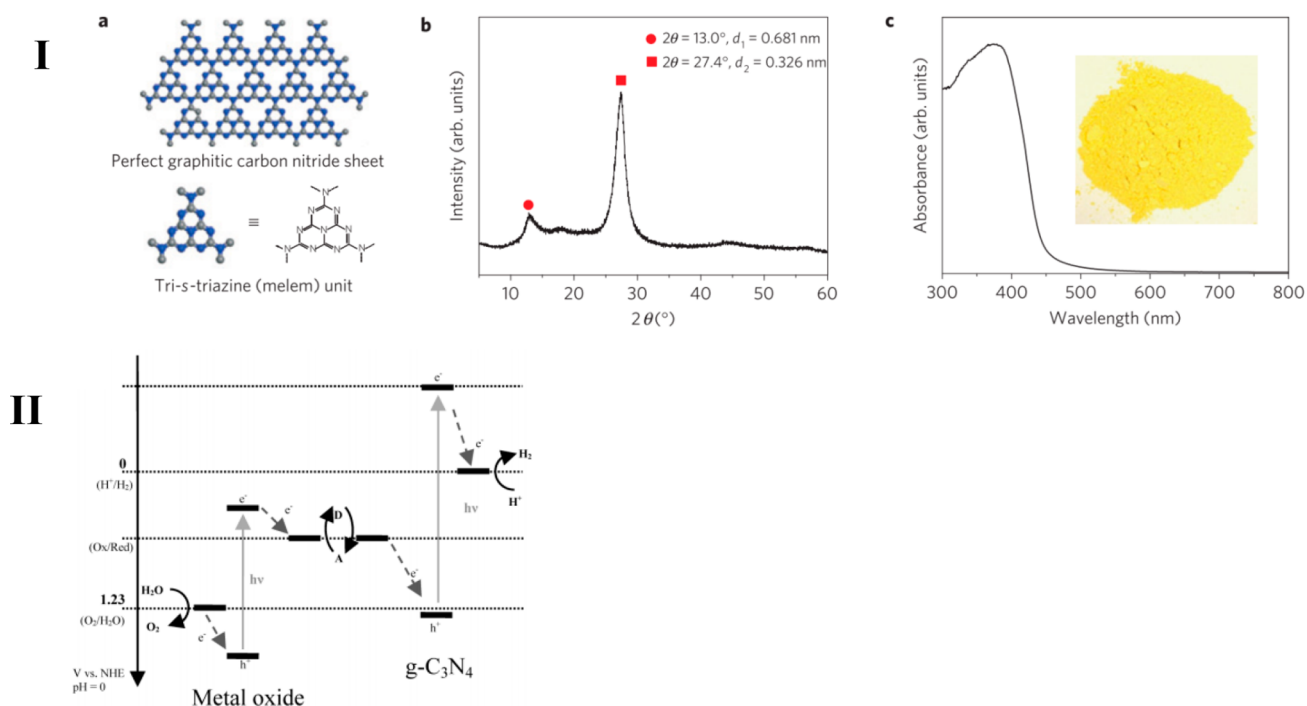 I
a
Perfect graphitic carbon nitride sheet
≡
N
N
N
N
N
N
N
N
N
N
Tri-s-triazine (melem) unit
b
2θ = 13.0°, d₁ = 0.681 nm
2θ = 27.4°, d₂ = 0.326 nm
Intensity (arb. units)
10 20 30 40 50 60
2θ(°)
c
Absorbance (arb. units)
300 400 500 600 700 800
Wavelength (nm)
II
e⁻
e⁻
H₂
0
(H⁺/H₂)
H⁺
e⁻
hν
e⁻
D
(Ox/Red)
A
hν
e⁻
H₂O
1.23
(O₂/H₂O)
O₂
e⁻
h⁺
h⁺
g-C₃N₄
V vs. NHE
pH = 0
Metal oxide